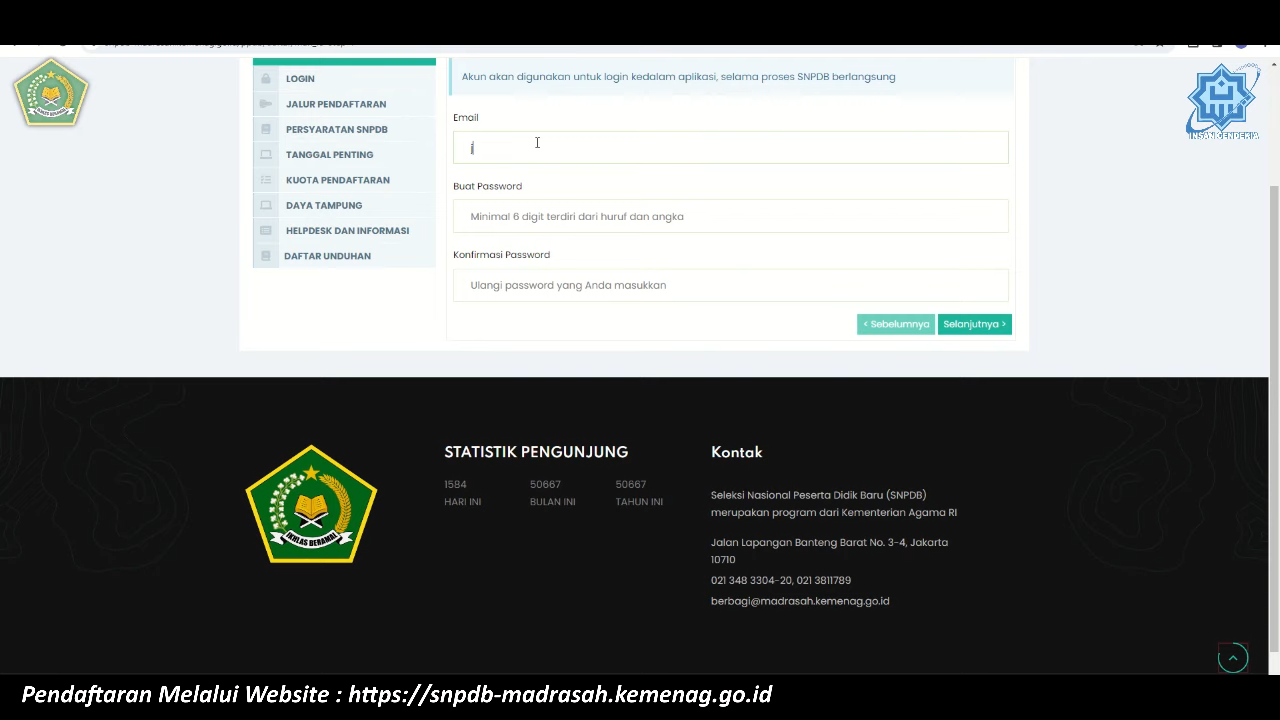 LOGIN
JALUR PENDAFTARAN
PERSYARATAN SNPDB
TANGGAL PENTING
KUOTA PENDAFTARAN
DAYA TAMPUNG
HELPDESK DAN INFORMASI
DAFTAR UNDUHAN
Akun akan digunakan untuk login kedalam aplikasi, selama proses SNPDB berlangsung
Email
j
Buat Password
Minimal 6 digit terdiri dari huruf dan angka
Konfirmasi Password
Ulangi password yang Anda masukkan
< Sebelumnya
Selanjutnya >
INSAN CENDEKIA
IKHLAS BERAMAL
STATISTIK PENGUNJUNG
1584 50667 50667
HARI INI BULAN INI TAHUN INI
Kontak
Seleksi Nasional Peserta Didik Baru (SNPDB)
merupakan program dari Kementerian Agama RI
Jalan Lapangan Banteng Barat No. 3-4, Jakarta
10710
021 348 3304-20, 021 3811789
berbagi@madrasah.kemenag.go.id
Pendaftaran Melalui Website : https://snpdb-madrasah.kemenag.go.id